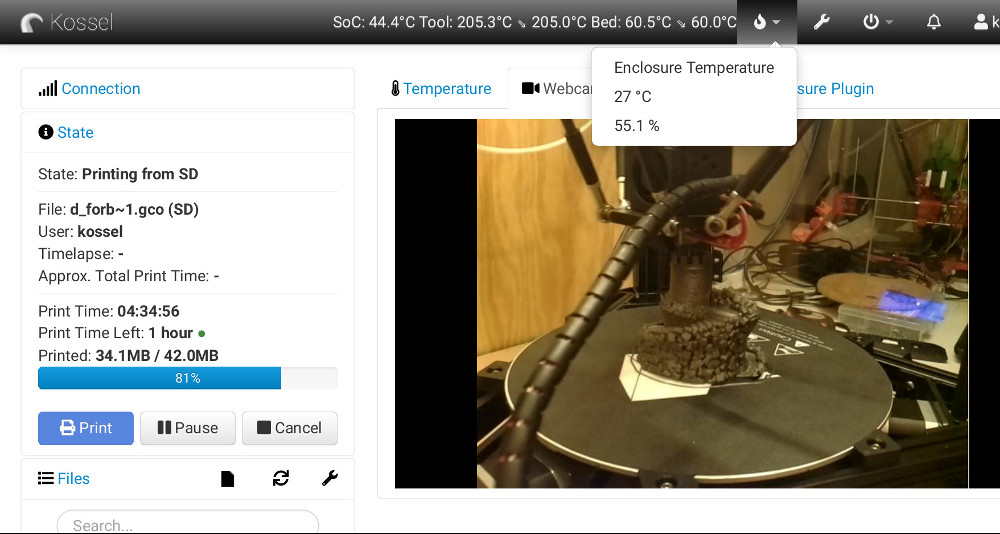 Kossel
SoC: 44.4°C Tool: 205.3°C ⇘ 205.0°C Bed: 60.5°C ⇘ 60.0°C
Connection
State
State: Printing from SD
File: d_forb~1.gco (SD)
User: kossel
Timelapse: -
Approx. Total Print Time: -
Print Time: 04:34:56
Print Time Left: 1 hour
Printed: 34.1MB / 42.0MB
81%
Print
Pause
Cancel
Files
Search...
Temperature
Webca
sure Plugin
Enclosure Temperature
27 °C
55.1 %